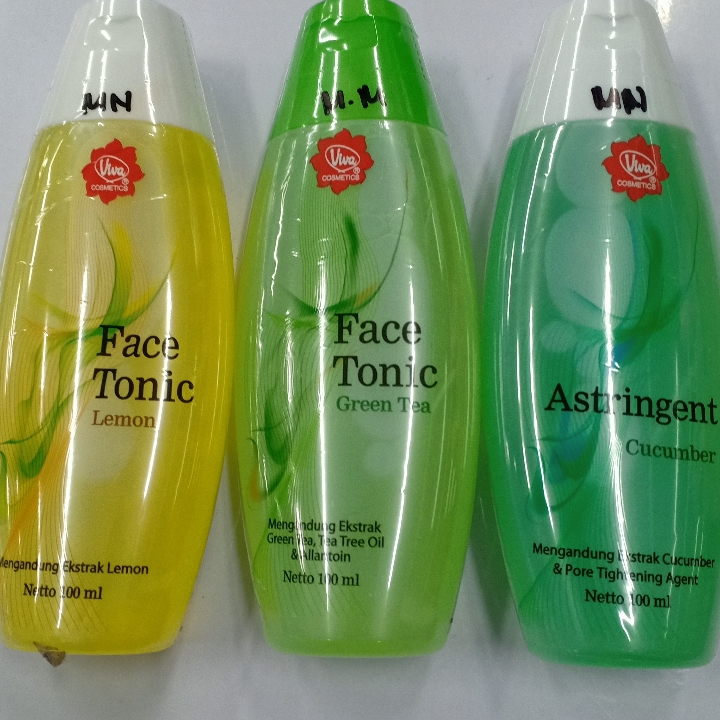 MN
Viva
COSMETICS
Face
Tonic
Lemon
Mengandung Ekstrak Lemon
Netto 100 ml
M.M
Viva
COSMETICS
Face
Tonic
Green Tea
Mengandung Ekstrak
Green Tea, Tea Tree Oil
& Allantoin
Netto 100 ml
MN
Viva
COSMETICS
Astringent
Cucumber
Mengandung Ekstrak Cucumber
& Pore Tightening Agent
Netto 100 ml